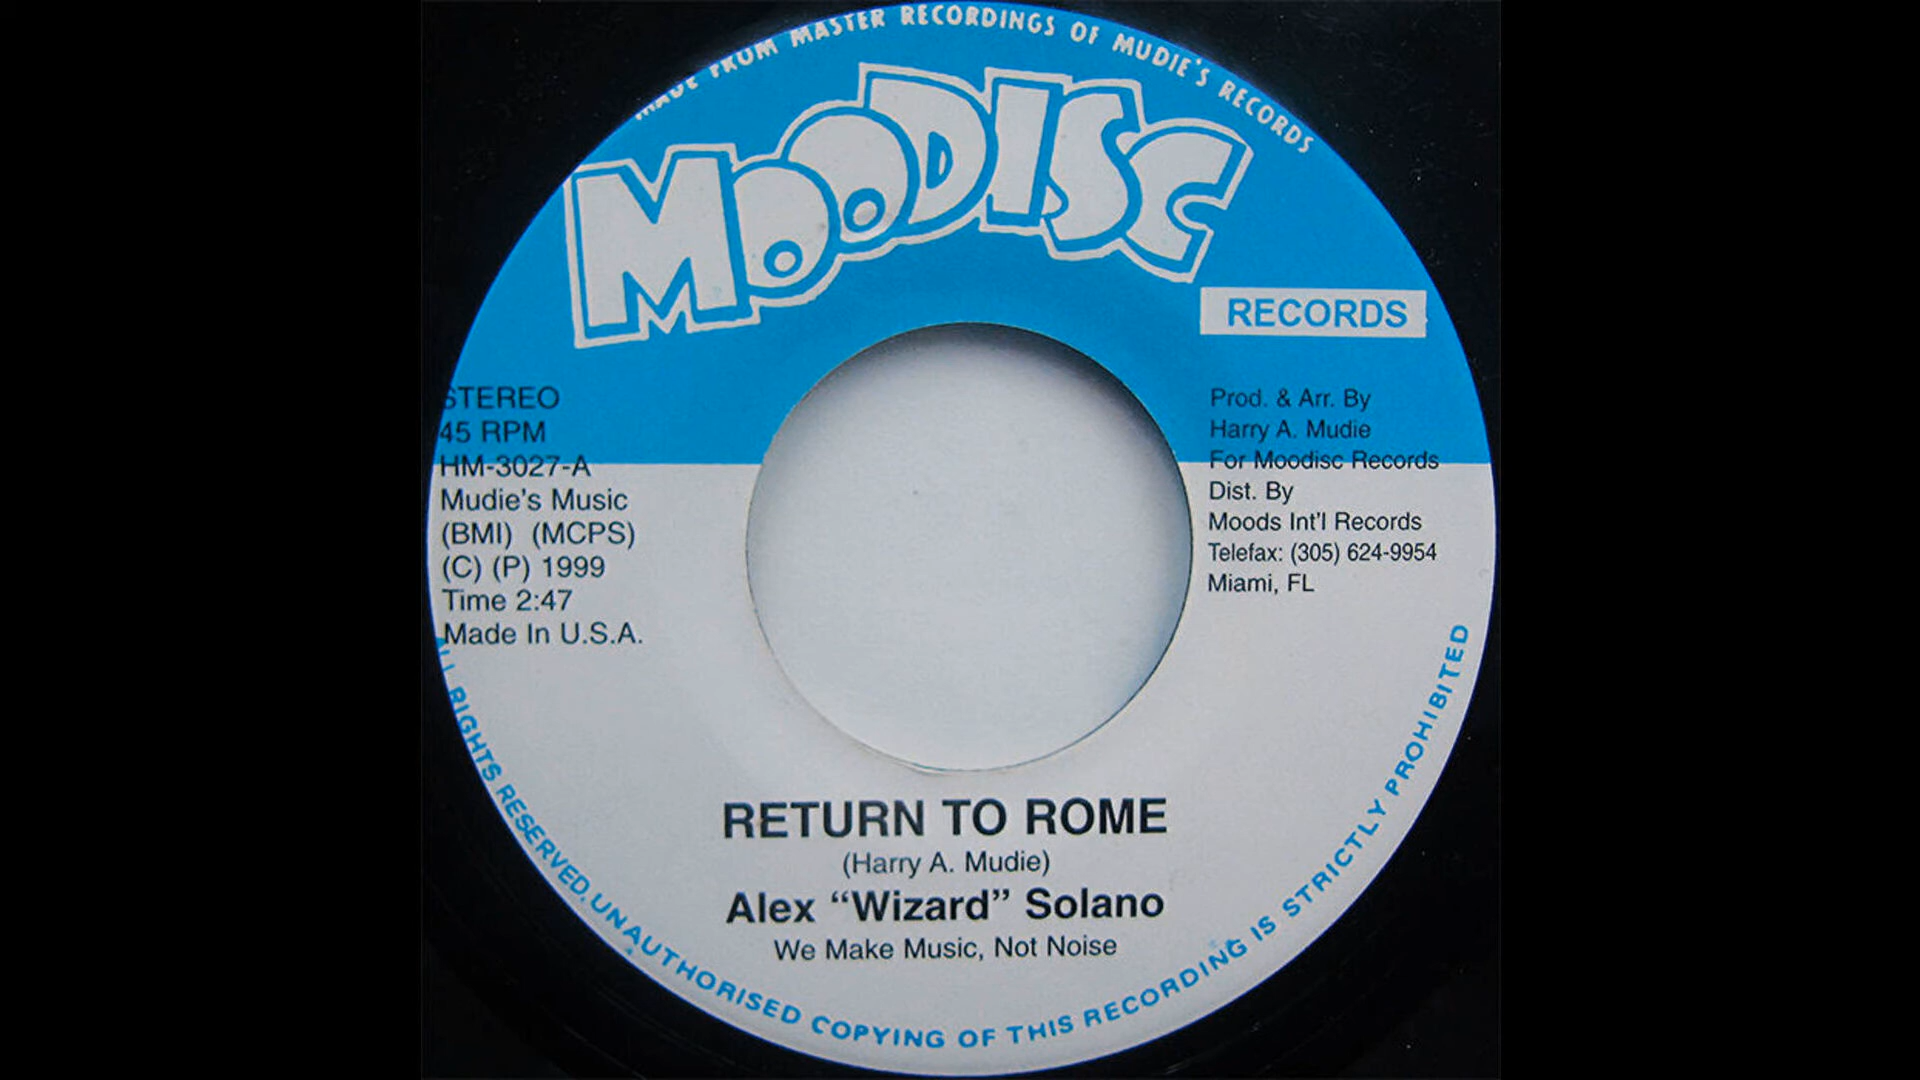 MADE FROM MASTER RECORDINGS OF MUDIE'S RECORDS
MOODISC
RECORDS
STEREO
45 RPM
HM-3027-A
Mudie's Music
(BMI) (MCPS)
(C) (P) 1999
Time 2:47
Made In U.S.A.
Prod. & Arr. By
Harry A. Mudie
For Moodisc Records
Dist. By
Moods Int'l Records
Telefax: (305) 624-9954
Miami, FL
RETURN TO ROME
(Harry A. Mudie)
Alex “Wizard” Solano
We Make Music, Not Noise
ALL RIGHTS RESERVED. UNAUTHORISED COPYING OF THIS RECORDING IS STRICTLY PROHIBITED